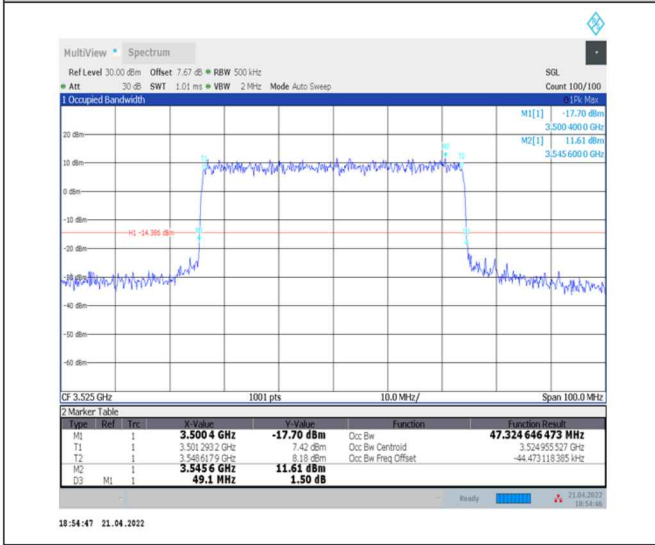 MultiView Spectrum
Ref Level 30.00 dBm Offset 7.67 dB RBW 500 kHz SGL
Att 30 dB SWT 1.01 ms VBW 2 MHz Mode Auto Sweep Count 100/100
1 Occupied Bandwidth 1Pk Max
M1[1] -17.70 dBm
3.500 400 0 GHz
M2[1] 11.61 dBm
3.545 600 0 GHz
20 dBm
10 dBm
0 dBm
-10 dBm
H1 -14.386 dBm
-30 dBm
-40 dBm
-50 dBm
-60 dBm
CF 3.525 GHz 1001 pts 10.0 MHz/ Span 100.0 MHz
2 Marker Table
Type Ref Trc X-Value Y-Value Function Function Result
M1 1 3.500 4 GHz -17.70 dBm Occ Bw 47.324 646 473 MHz
T1 1 3.501 293 2 GHz 7.42 dBm Occ Bw Centroid 3.524 955 527 GHz
T2 1 3.548 617 9 GHz 8.18 dBm Occ Bw Freq Offset -44.473 118 385 kHz
M2 1 3.545 6 GHz 11.61 dBm
D3 M1 1 49.1 MHz 1.50 dB
Ready 21.04.2022
18:54:46
18:54:47 21.04.2022